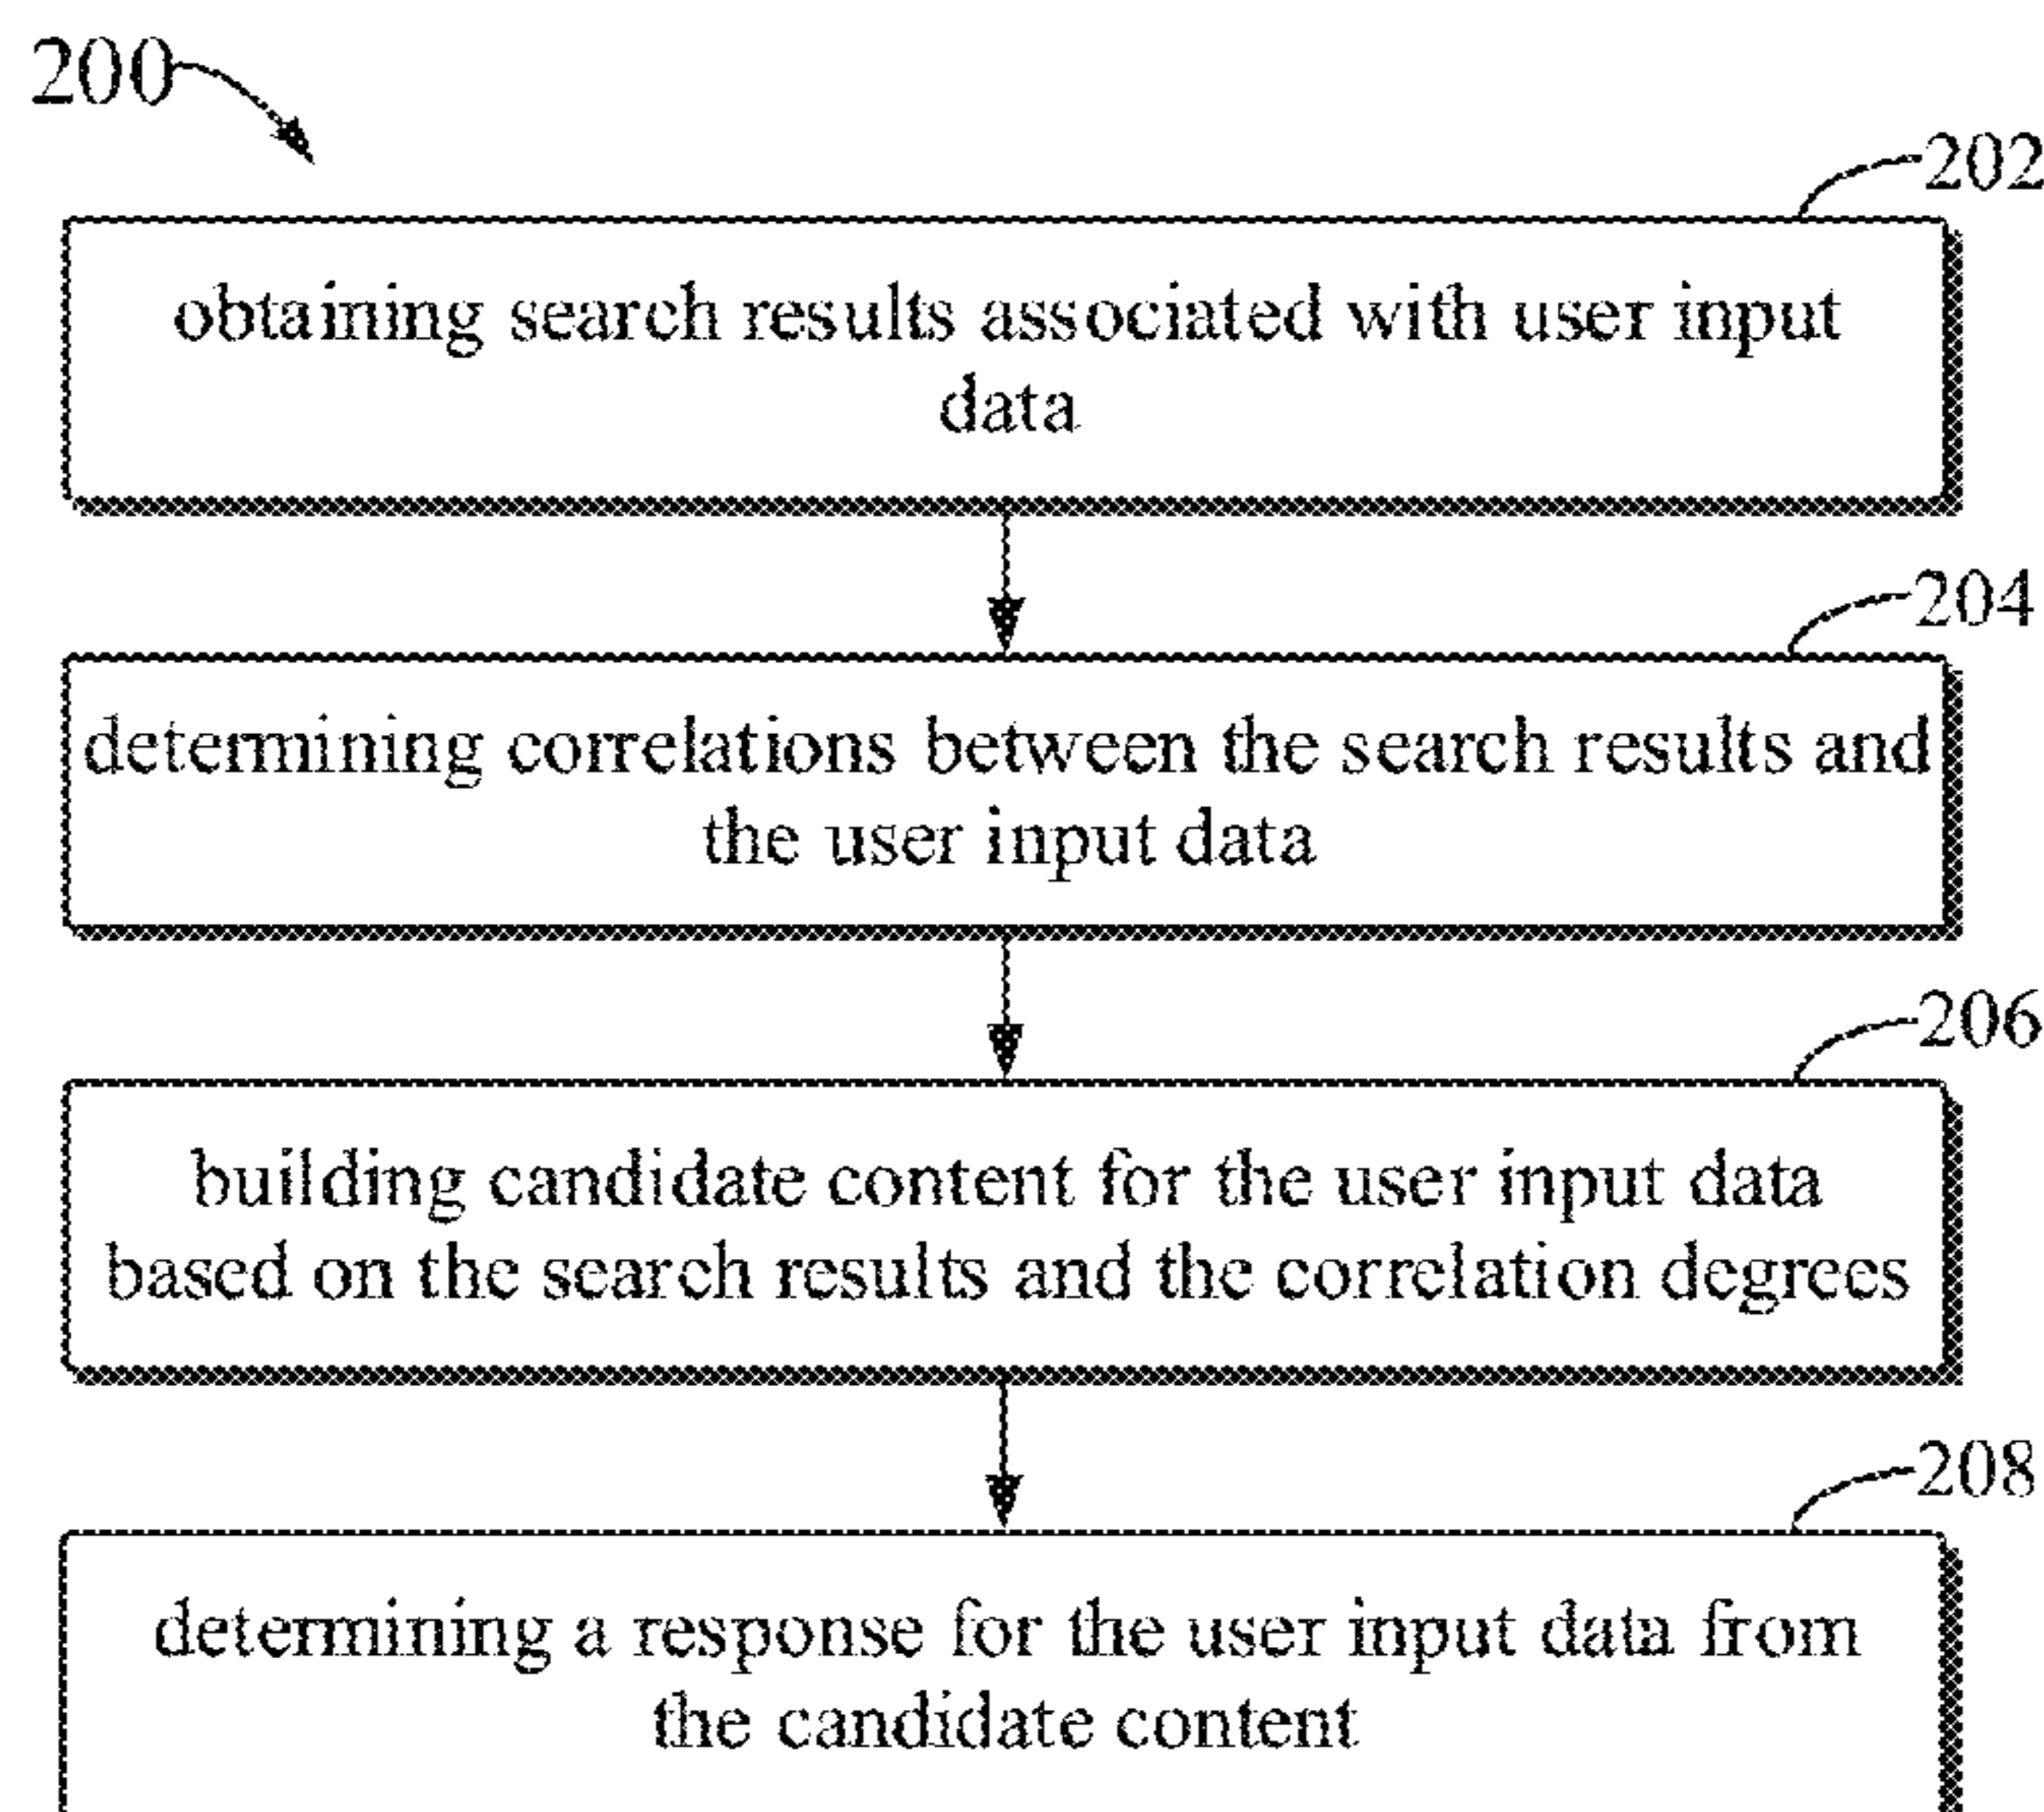 200
202
obtaining search results associated with user input
data
204
determining correlations between the search results and
the user input data
206
building candidate content for the user input data
based on the search results and the correlation degrees
208
determining a response for the user input data from
the candidate content